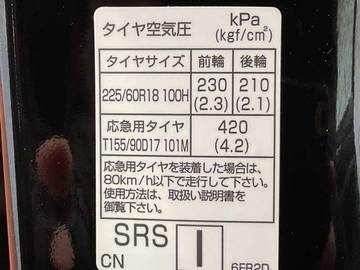 タイヤ空気圧 kPa
(kgf/cm²)
タイヤサイズ 前輪 後輪
225/60R18 100H 230 210
(2.3) (2.1)
応急用タイヤ 420
T155/90D17 101M (4.2)
応急用タイヤを装着した場合は、
80km/h以下で走行して下さい。
使用方法は、取扱い説明書を
御覧下さい。
SRS I
CN 6FR2D